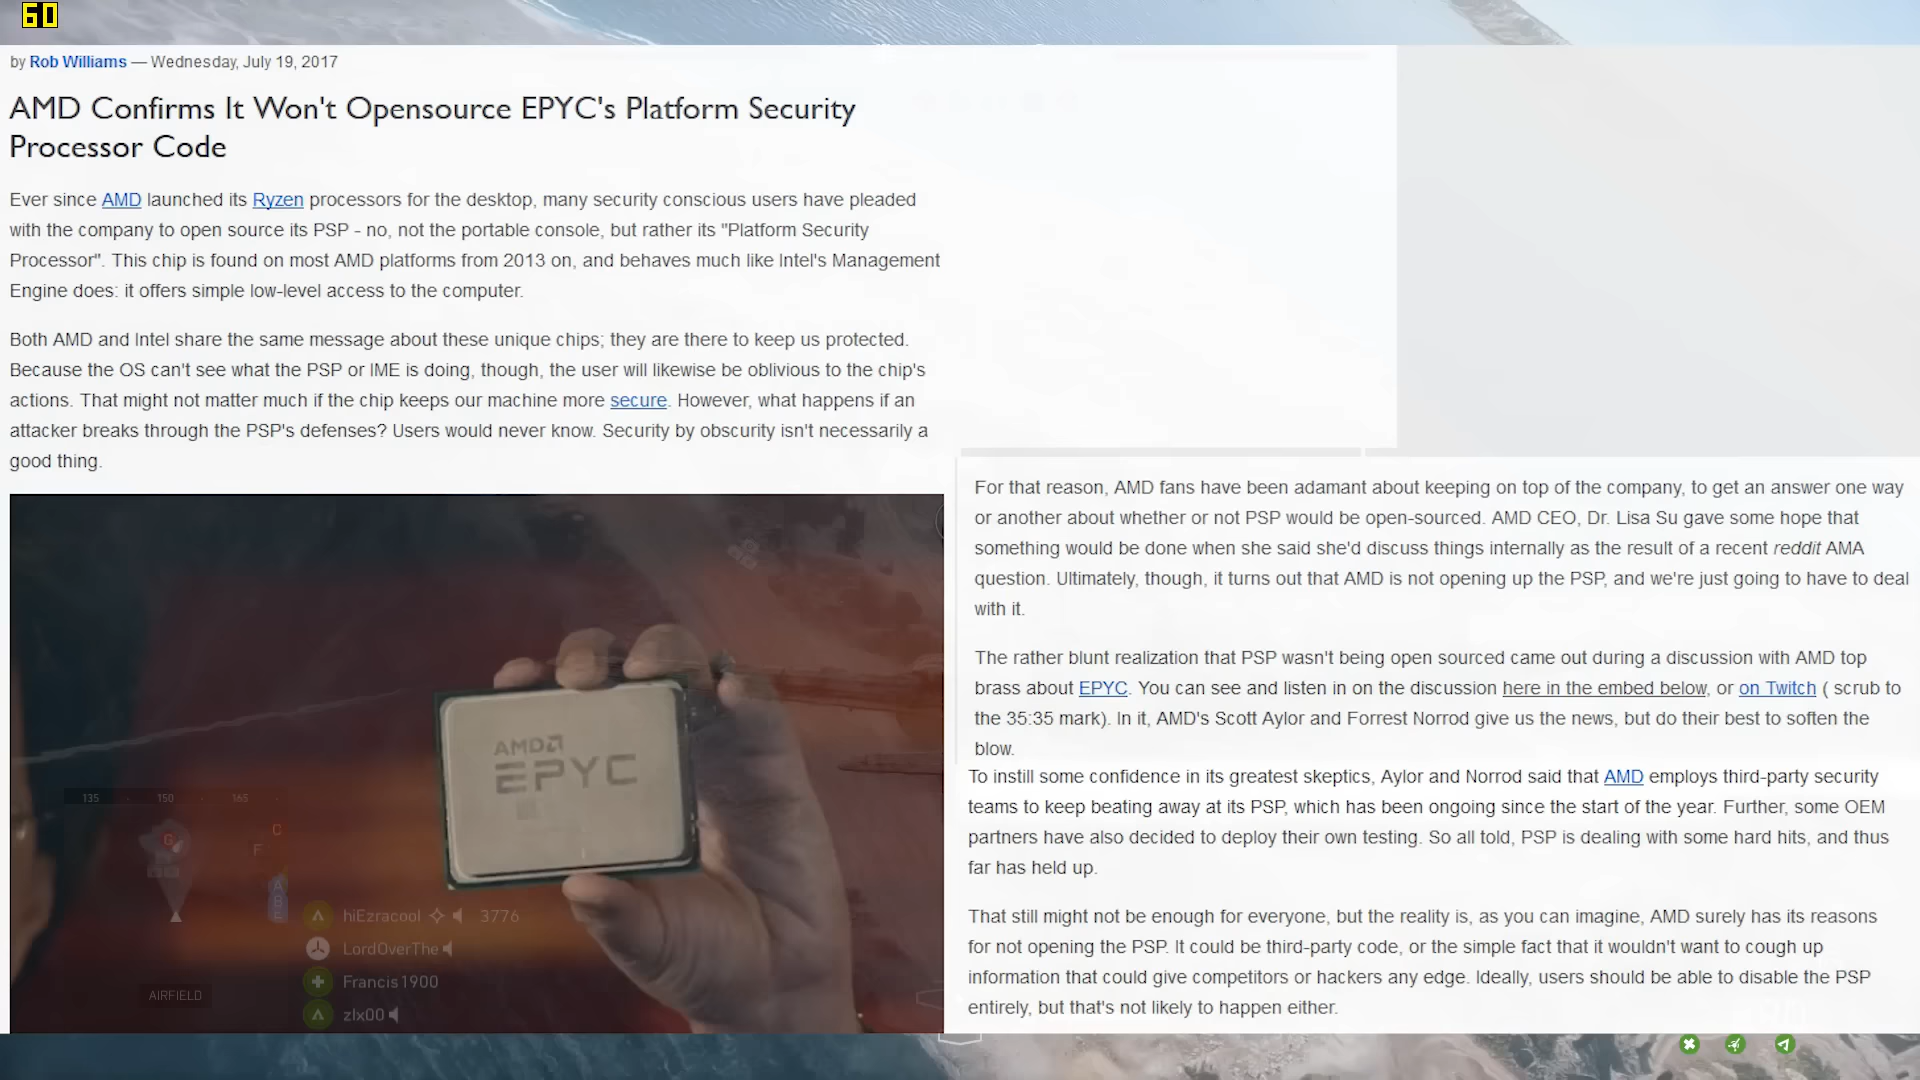 60
by Rob Williams — Wednesday, July 19, 2017
AMD Confirms It Won't Opensource EPYC's Platform Security
Processor Code
Ever since AMD launched its Ryzen processors for the desktop, many security conscious users have pleaded
with the company to open source its PSP - no, not the portable console, but rather its "Platform Security
Processor". This chip is found on most AMD platforms from 2013 on, and behaves much like Intel's Management
Engine does: it offers simple low-level access to the computer.
Both AMD and Intel share the same message about these unique chips; they are there to keep us protected.
Because the OS can't see what the PSP or IME is doing, though, the user will likewise be oblivious to the chip's
actions. That might not matter much if the chip keeps our machine more secure. However, what happens if an
attacker breaks through the PSP's defenses? Users would never know. Security by obscurity isn't necessarily a
good thing.
AMD
EPYC
135 150 165
G
C
F
A
B
E
hiEzracool 3776
LordOverThe
Francis1900
zlx00
AIRFIELD
For that reason, AMD fans have been adamant about keeping on top of the company, to get an answer one way
or another about whether or not PSP would be open-sourced. AMD CEO, Dr. Lisa Su gave some hope that
something would be done when she said she'd discuss things internally as the result of a recent reddit AMA
question. Ultimately, though, it turns out that AMD is not opening up the PSP, and we're just going to have to deal
with it.
The rather blunt realization that PSP wasn't being open sourced came out during a discussion with AMD top
brass about EPYC. You can see and listen in on the discussion here in the embed below, or on Twitch ( scrub to
the 35:35 mark). In it, AMD's Scott Aylor and Forrest Norrod give us the news, but do their best to soften the
blow.
To instill some confidence in its greatest skeptics, Aylor and Norrod said that AMD employs third-party security
teams to keep beating away at its PSP, which has been ongoing since the start of the year. Further, some OEM
partners have also decided to deploy their own testing. So all told, PSP is dealing with some hard hits, and thus
far has held up.
That still might not be enough for everyone, but the reality is, as you can imagine, AMD surely has its reasons
for not opening the PSP. It could be third-party code, or the simple fact that it wouldn't want to cough up
information that could give competitors or hackers any edge. Ideally, users should be able to disable the PSP
entirely, but that's not likely to happen either.